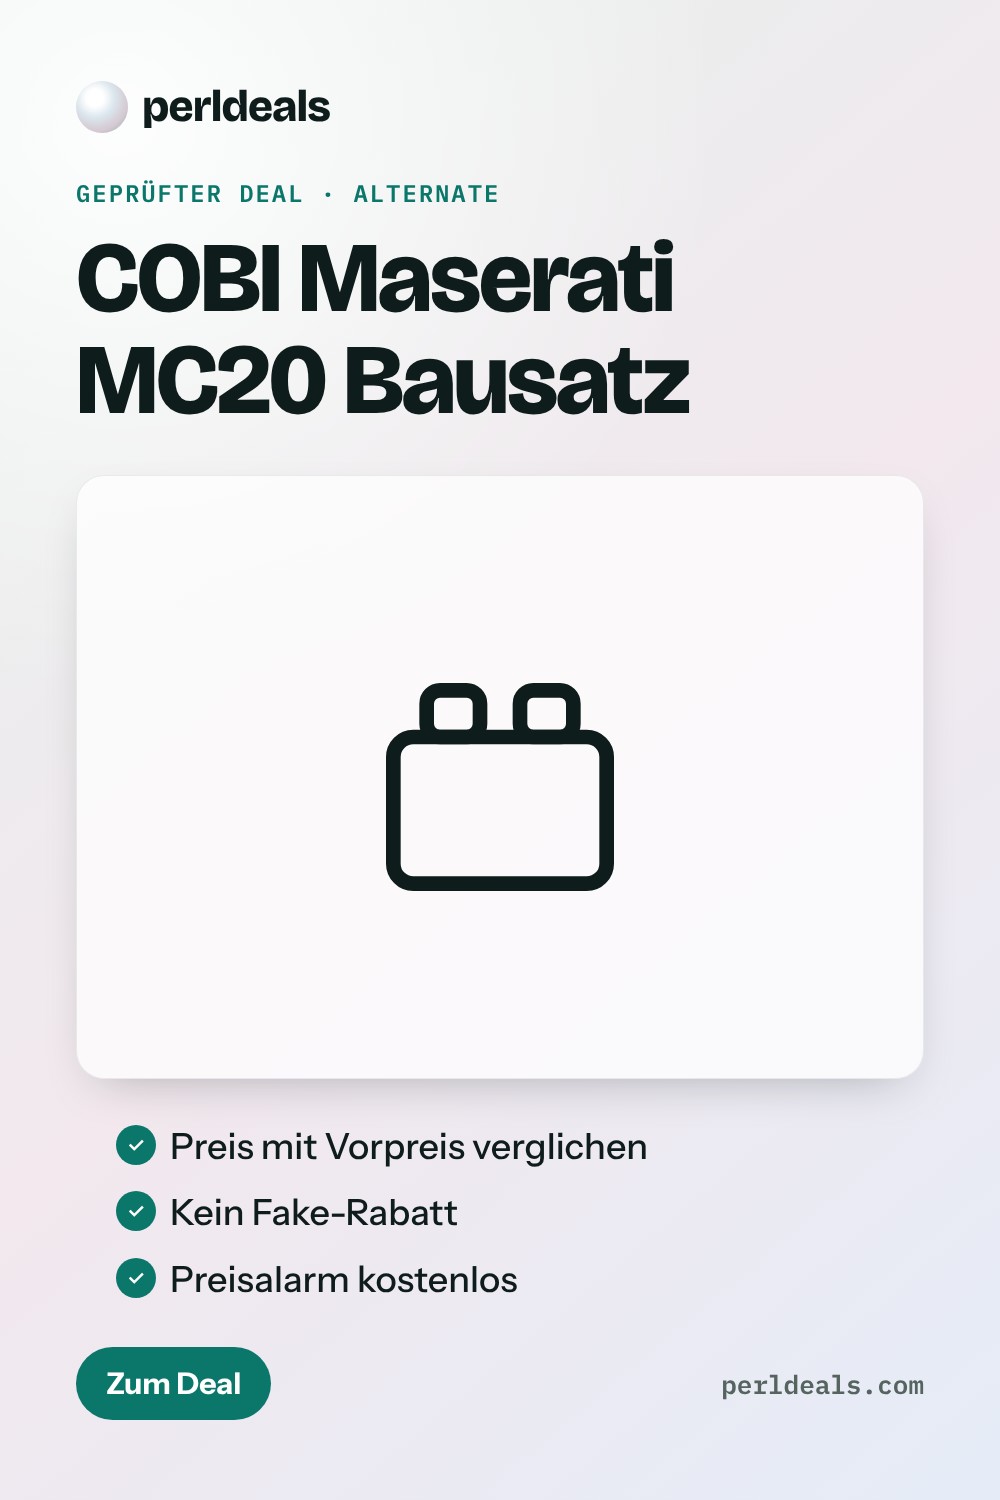 perldeals
GEPRÜFTER DEAL · ALTERNATE
COBI Maserati
MC20 Bausatz
Preis mit Vorpreis verglichen
Kein Fake-Rabatt
Preisalarm kostenlos
Zum Deal
perldeals.com